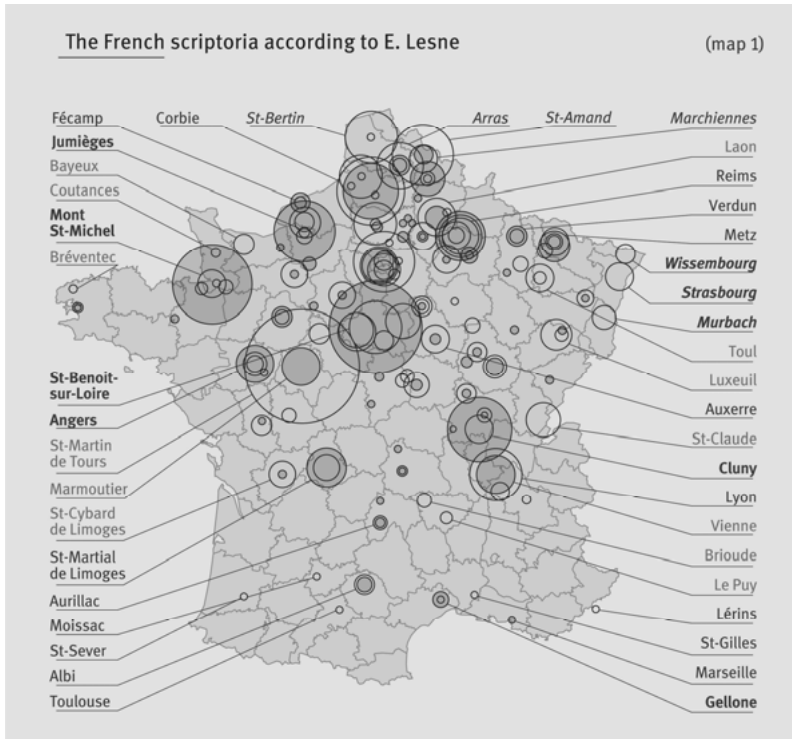 The French scriptoria according to E. Lesne
(map 1)
Fécamp
Corbie
St-Bertin
Arras
St-Amand
Marchiennes
Jumièges
Bayeux
Coutances
Mont
St-Michel
Bréventec
St-Benoit-
sur-Loire
Angers
St-Martin
de Tours
Marmoutier
St-Cybard
de Limoges
St-Martial
de Limoges
Aurillac
Moissac
St-Sever
Albi
Toulouse
Laon
Reims
Verdun
Metz
Wissembourg
Strasbourg
Murbach
Toul
Luxeuil
Auxerre
St-Claude
Cluny
Lyon
Vienne
Brioude
Le Puy
Lérins
St-Gilles
Marseille
Gellone